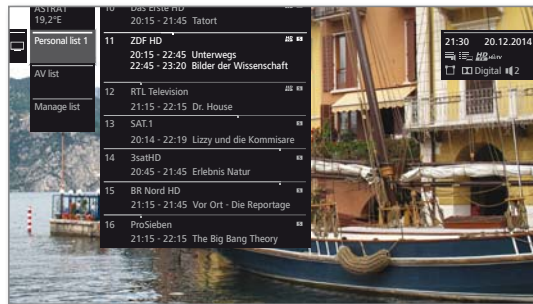 ASTRA1
19,2°E
Personal list 1
AV list
Manage list
10 Das Erste HD
20:15 - 21:45 Tatort
11 ZDF HD
20:15 - 22:45 Unterwegs
22:45 - 23:20 Bilder der Wissenschaft
12 RTL Television
21:15 - 22:15 Dr. House
13 SAT.1
20:14 - 22:19 Lizzy und die Kommisare
14 3satHD
20:45 - 21:45 Erlebnis Natur
15 BR Nord HD
21:15 - 21:45 Vor Ort - Die Reportage
16 ProSieben
21:15 - 22:15 The Big Bang Theory
21:30 20.12.2014
Digital 2